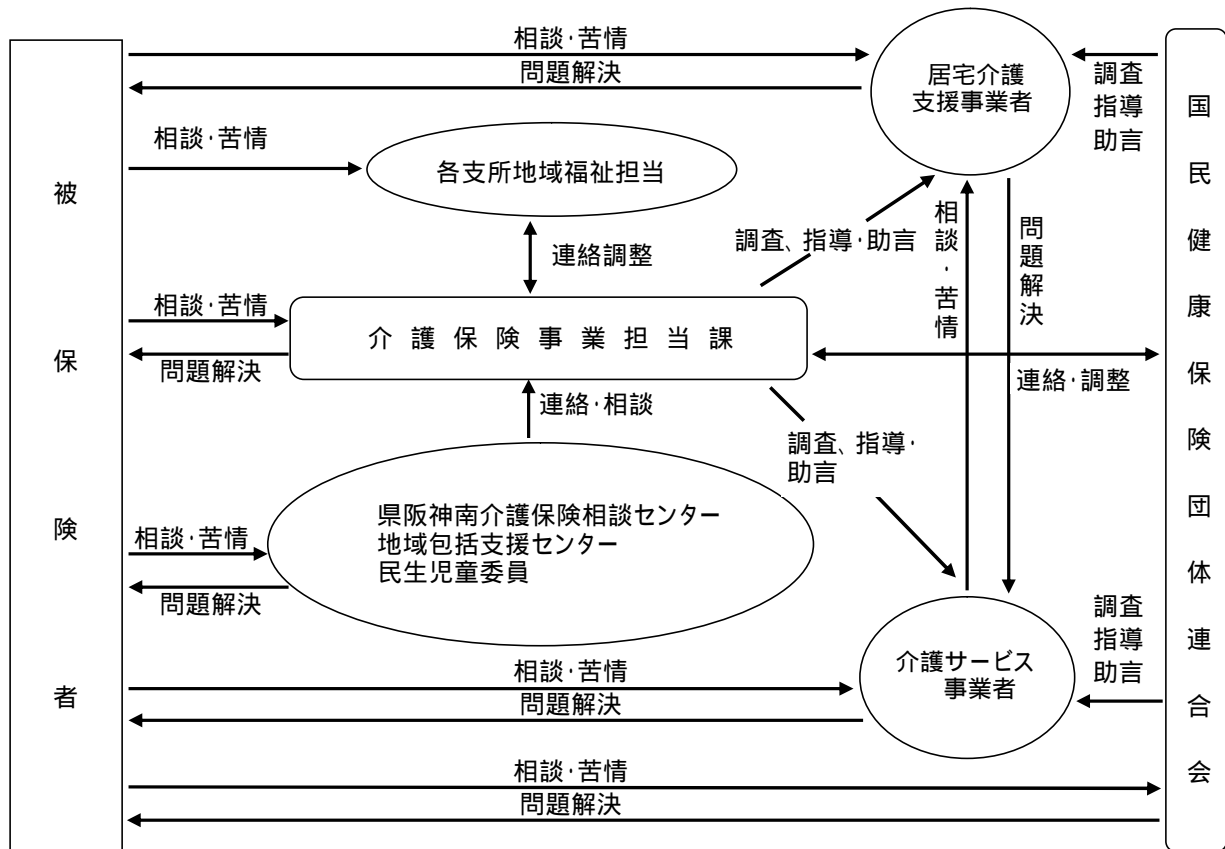 被保険者
相談・苦情
問題解決
居宅介護
支援事業者
調査
指導
助言
国民健康保険団体連合会
相談・苦情
各支所地域福祉担当
連絡調整
調査、指導・助言
相談・苦情
問題解決
相談・苦情
問題解決
介護保険事業担当課
連絡・調整
連絡・相談
調査、指導・
助言
県阪神南介護保険相談センター
地域包括支援センター
民生児童委員
相談・苦情
問題解決
介護サービス
事業者
調査
指導
助言
相談・苦情
問題解決
相談・苦情
問題解決